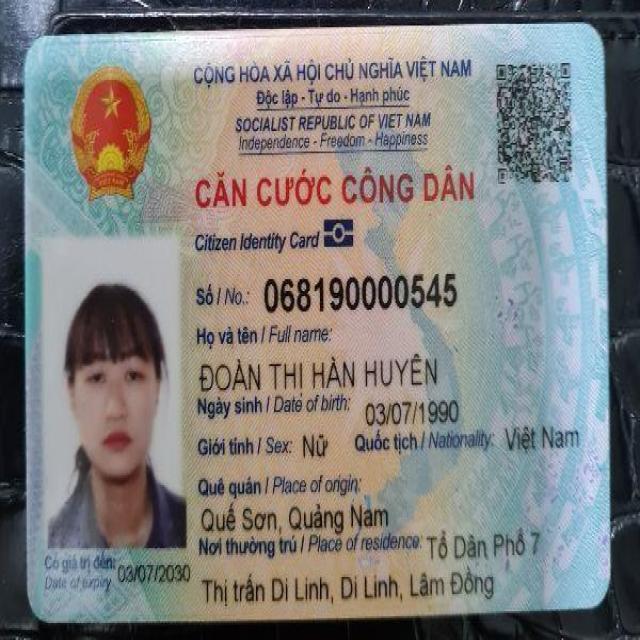 CỘNG HÒA XÃ HỘI CHỦ NGHĨA VIỆT NAM
Độc lập - Tự do - Hạnh phúc
SOCIALIST REPUBLIC OF VIET NAM
Independence - Freedom - Happiness
CĂN CƯỚC CÔNG DÂN
Citizen Identity Card
Số / No.: 068190000545
Họ và tên / Full name:
ĐOÀN THỊ HÀN HUYÊN
Ngày sinh / Date of birth: 03/07/1990
Giới tính / Sex: Nữ Quốc tịch / Nationality: Việt Nam
Quê quán / Place of origin:
Quế Sơn, Quảng Nam
Nơi thường trú / Place of residence: Tổ Dân Phố 7
Thị trấn Di Linh, Di Linh, Lâm Đồng
Có giá trị đến: 03/07/2030
Date of expiry